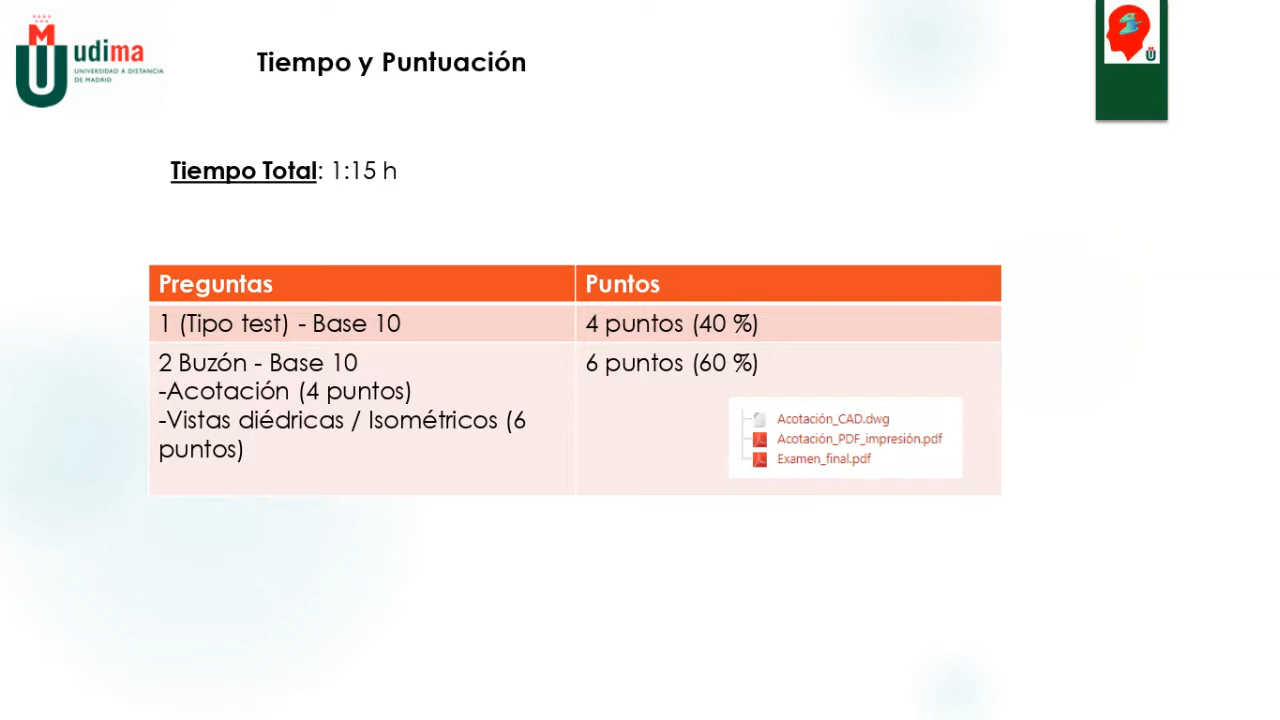 udima
UNIVERSIDAD A DISTANCIA
DE MADRID
Tiempo y Puntuación
Tiempo Total: 1:15 h
Preguntas
Puntos
1 (Tipo test) - Base 10
4 puntos (40 %)
2 Buzón - Base 10
-Acotación (4 puntos)
-Vistas diédricas / Isométricos (6
puntos)
6 puntos (60 %)
Acotación_CAD.dwg
Acotación_PDF_impresión.pdf
Examen_final.pdf